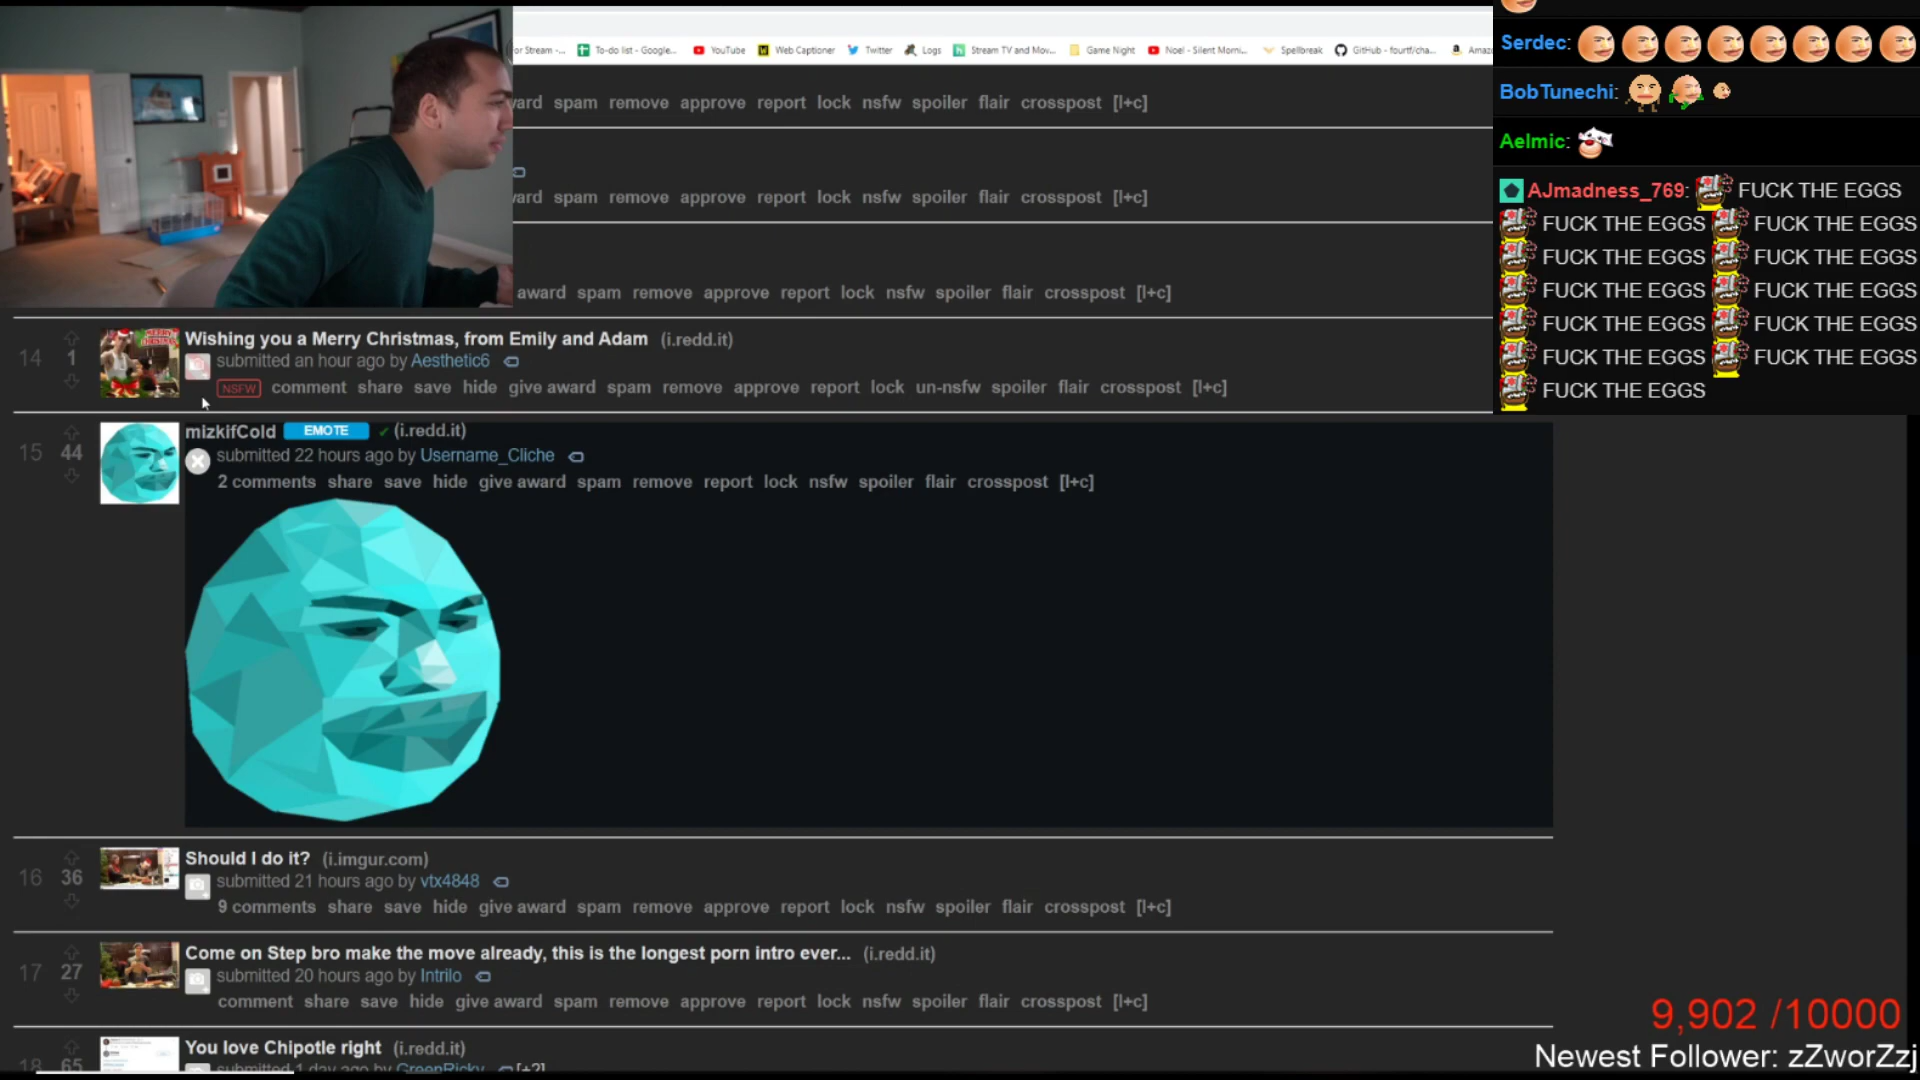 or Stream -... To-do list - Google... YouTube Web Captioner Twitter Logs Stream TV and Mov... Game Night Noel - Silent Morni... Spellbreak GitHub - fourtf/cha... Amazo
vard spam remove approve report lock nsfw spoiler flair crosspost [l+c]
vard spam remove approve report lock nsfw spoiler flair crosspost [l+c]
award spam remove approve report lock nsfw spoiler flair crosspost [l+c]
14 1 Wishing you a Merry Christmas, from Emily and Adam (i.redd.it)
submitted an hour ago by Aesthetic6
NSFW comment share save hide give award spam remove approve report lock un-nsfw spoiler flair crosspost [l+c]
15 44 mizkifCold EMOTE (i.redd.it)
submitted 22 hours ago by Username_Cliche
2 comments share save hide give award spam remove report lock nsfw spoiler flair crosspost [l+c]
16 36 Should I do it? (i.imgur.com)
submitted 21 hours ago by vtx4848
9 comments share save hide give award spam remove approve report lock nsfw spoiler flair crosspost [l+c]
17 27 Come on Step bro make the move already, this is the longest porn intro ever... (i.redd.it)
submitted 20 hours ago by Intrilo
comment share save hide give award spam remove approve report lock nsfw spoiler flair crosspost [l+c]
18 65 You love Chipotle right (i.redd.it)
submitted 1 day ago by GreenRicky [+2]
Serdec:
BobTunechi:
Aelmic:
AJmadness_769: FUCK THE EGGS
FUCK THE EGGS FUCK THE EGGS
FUCK THE EGGS FUCK THE EGGS
FUCK THE EGGS FUCK THE EGGS
FUCK THE EGGS FUCK THE EGGS
FUCK THE EGGS FUCK THE EGGS
FUCK THE EGGS
9,902 /10000
Newest Follower: zZworZzj